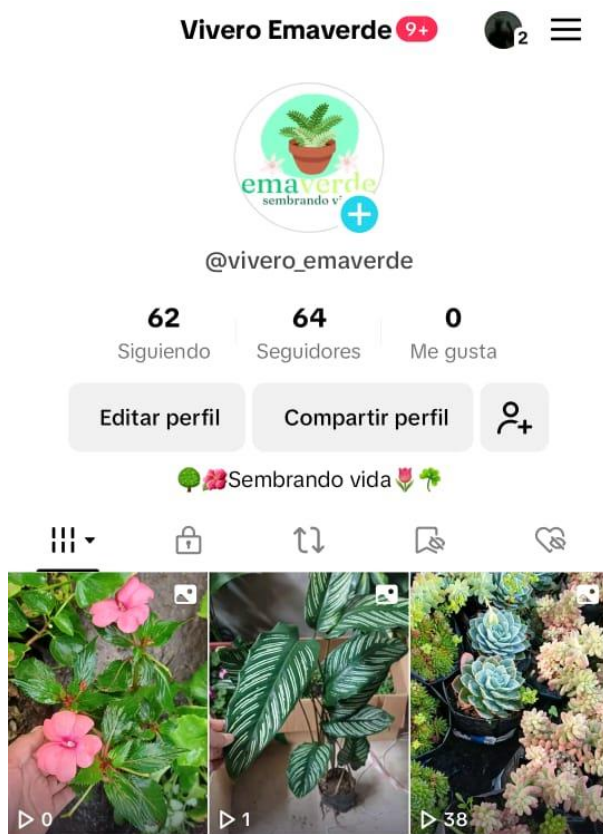 Vivero Emaverde 9+
2
emaverde
sembrando vi
@vivero_emaverde
62 64 0
Siguiendo Seguidores Me gusta
Editar perfil Compartir perfil
🌳🌺Sembrando vida🌷☘️
0 1 38